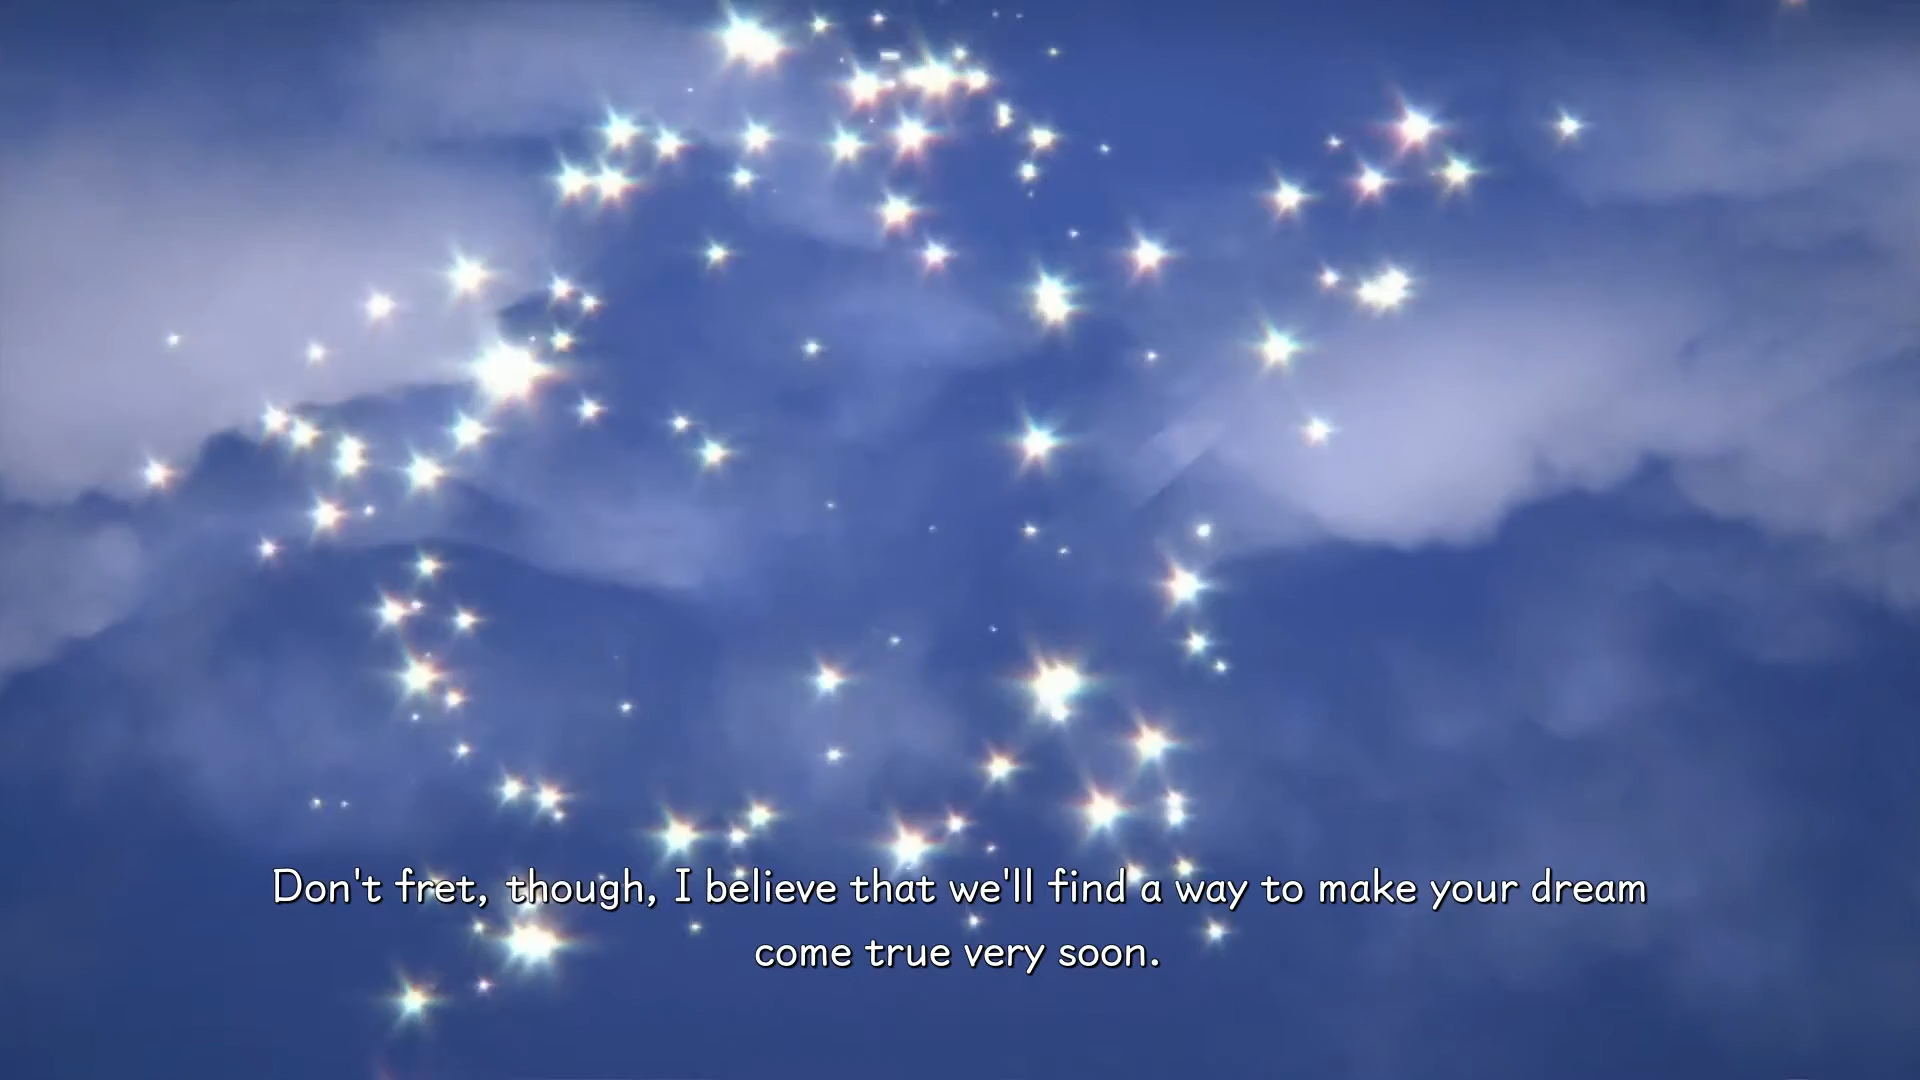 Don't fret, though, I believe that we'll find a way to make your dream
come true very soon.